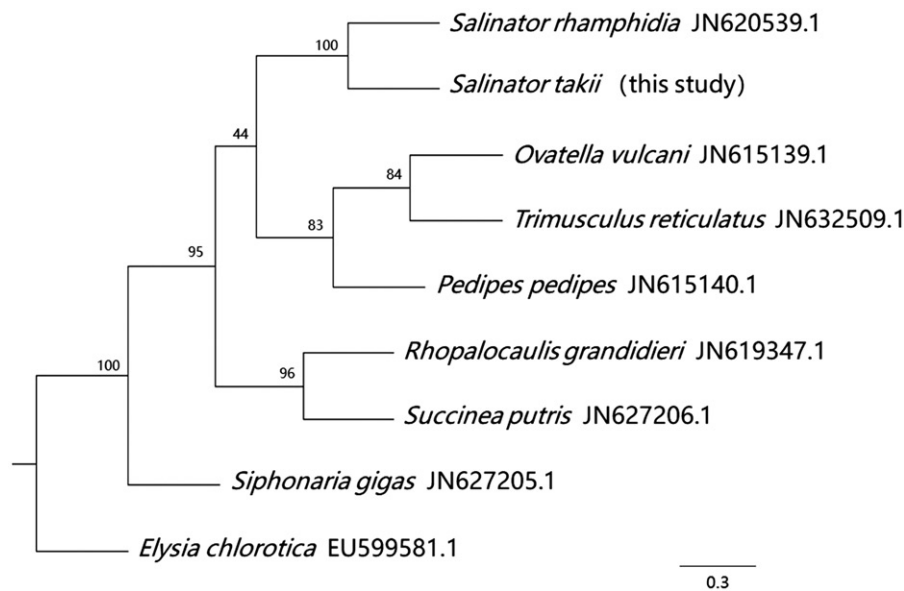 Salinator rhamphidia JN620539.1
100
Salinator takii (this study)
44
Ovatella vulcani JN615139.1
84
Trimusculus reticulatus JN632509.1
83
95
Pedipes pedipes JN615140.1
Rhopalocaulis grandidieri JN619347.1
100
96
Succinea putris JN627206.1
Siphonaria gigas JN627205.1
Elysia chlorotica EU599581.1
0.3